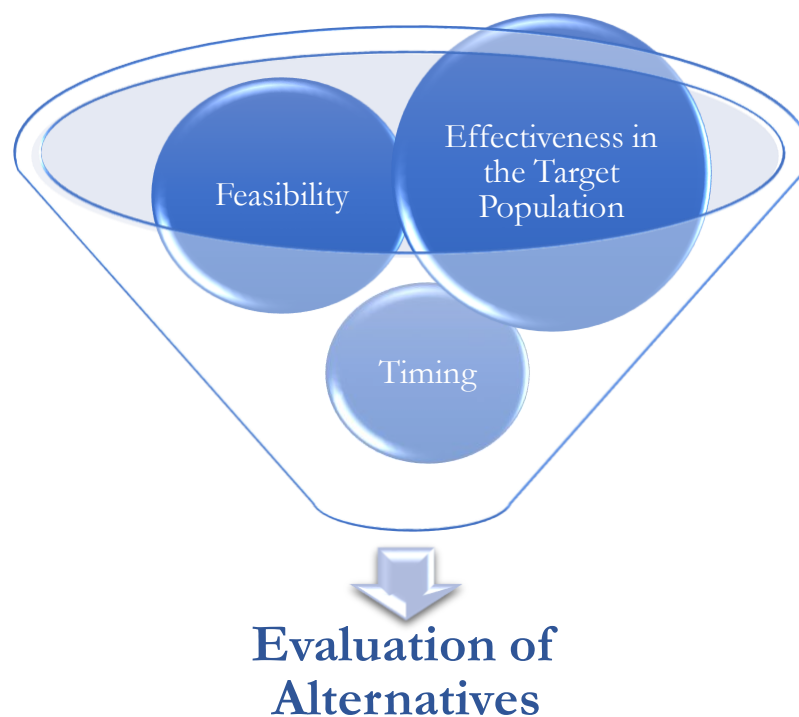 Effectiveness in
the Target
Population
Feasibility
Timing
Evaluation of
Alternatives